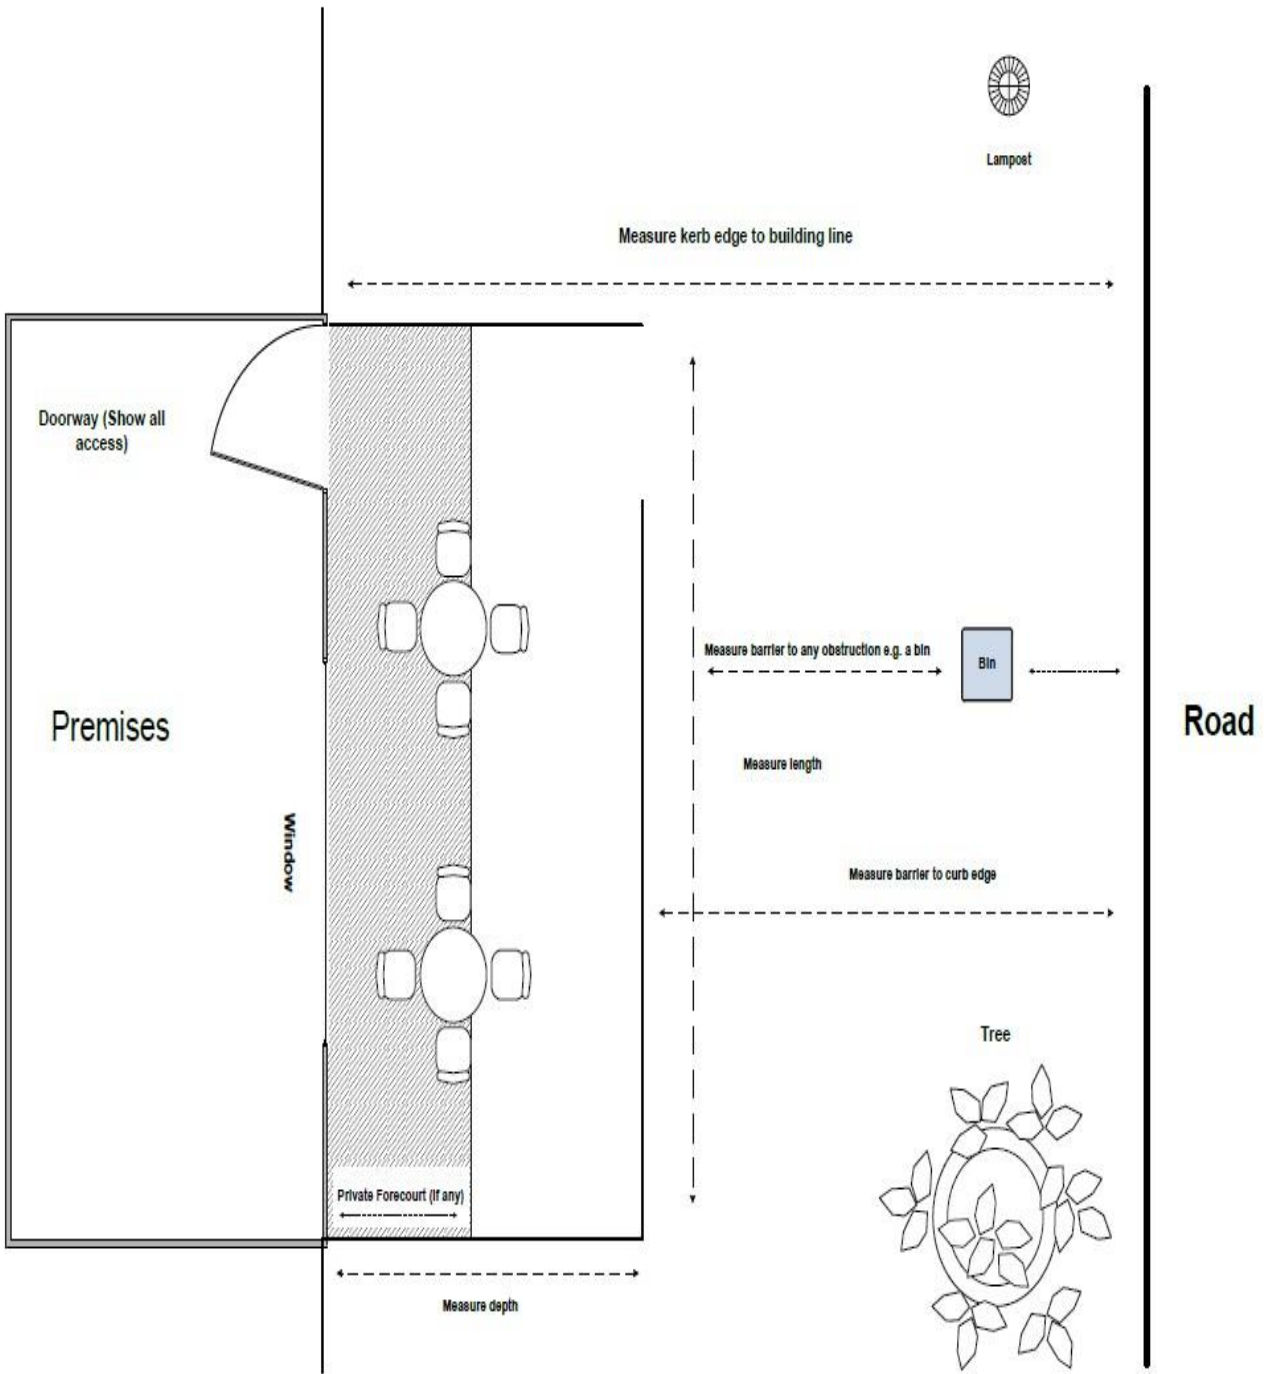 Lampost
Measure kerb edge to building line
Doorway (Show all
access)
Measure barrier to any obstruction e.g. a bin
Bin
Premises
Road
Measure length
Window
Measure barrier to curb edge
Tree
Private Forecourt (If any)
Measure depth